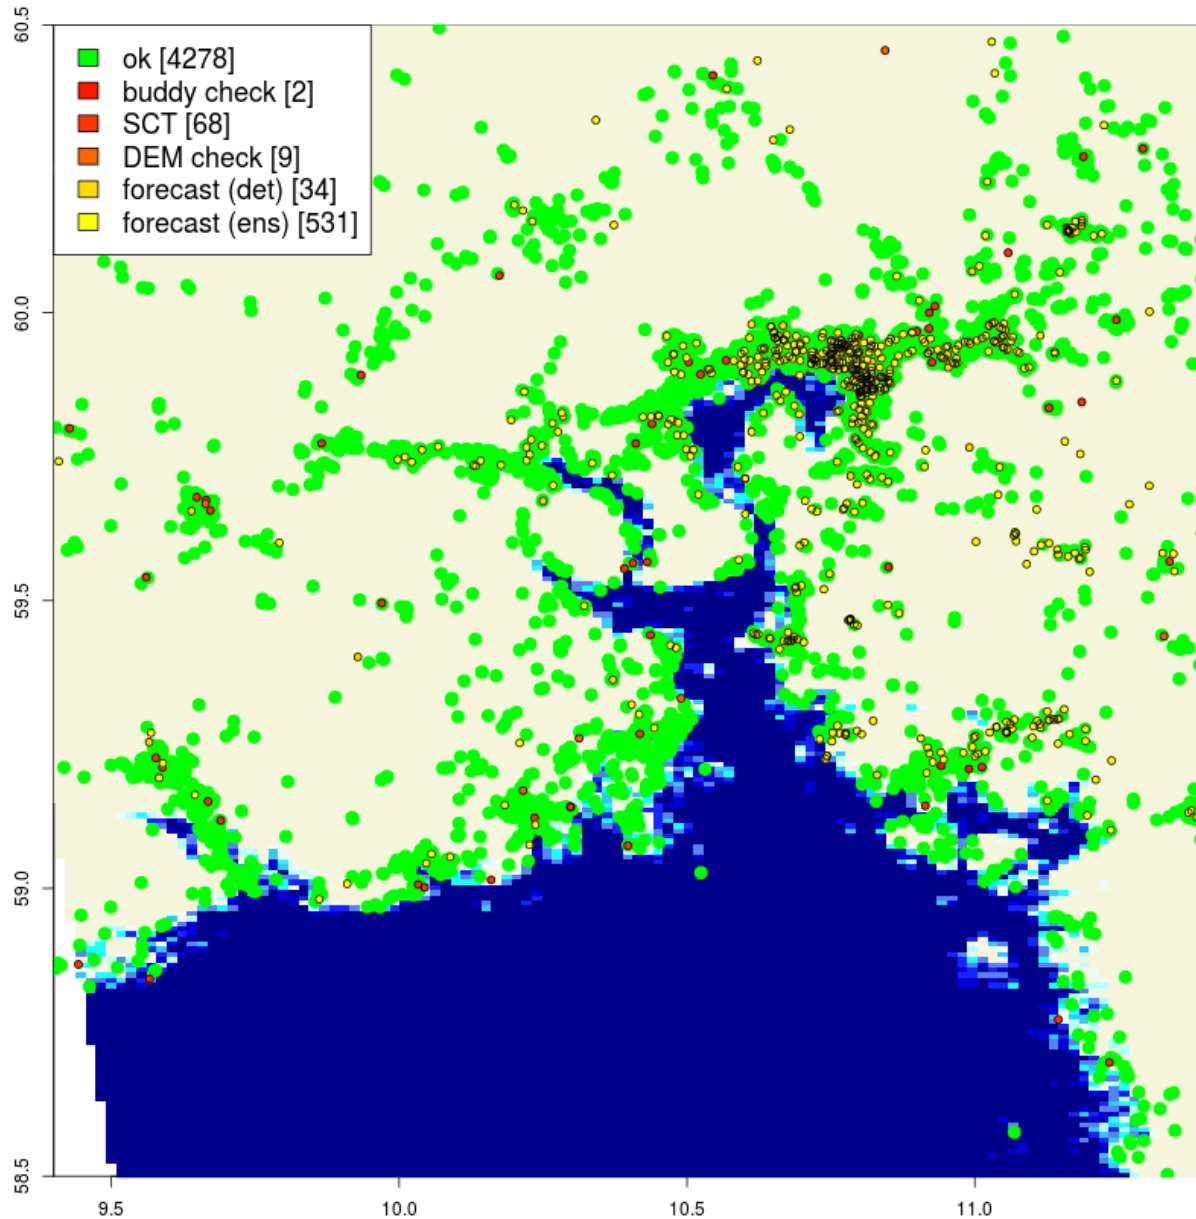 60.5
ok [4278]
buddy check [2]
SCT [68]
DEM check [9]
forecast (det) [34]
forecast (ens) [531]
60.0
59.5
59.0
58.5
9.5 10.0 10.5 11.0